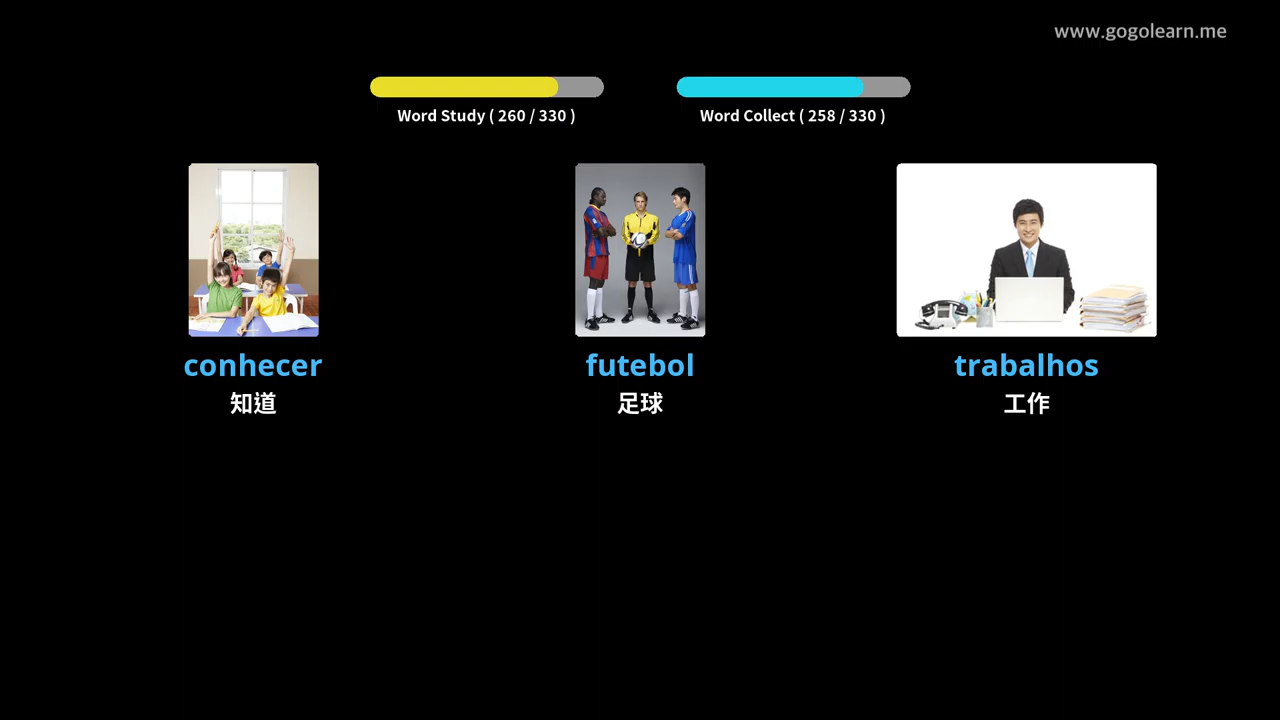 www.gogolearn.me
Word Study ( 260 / 330 )
Word Collect ( 258 / 330 )
conhecer
futebol
trabalhos
知道
足球
工作